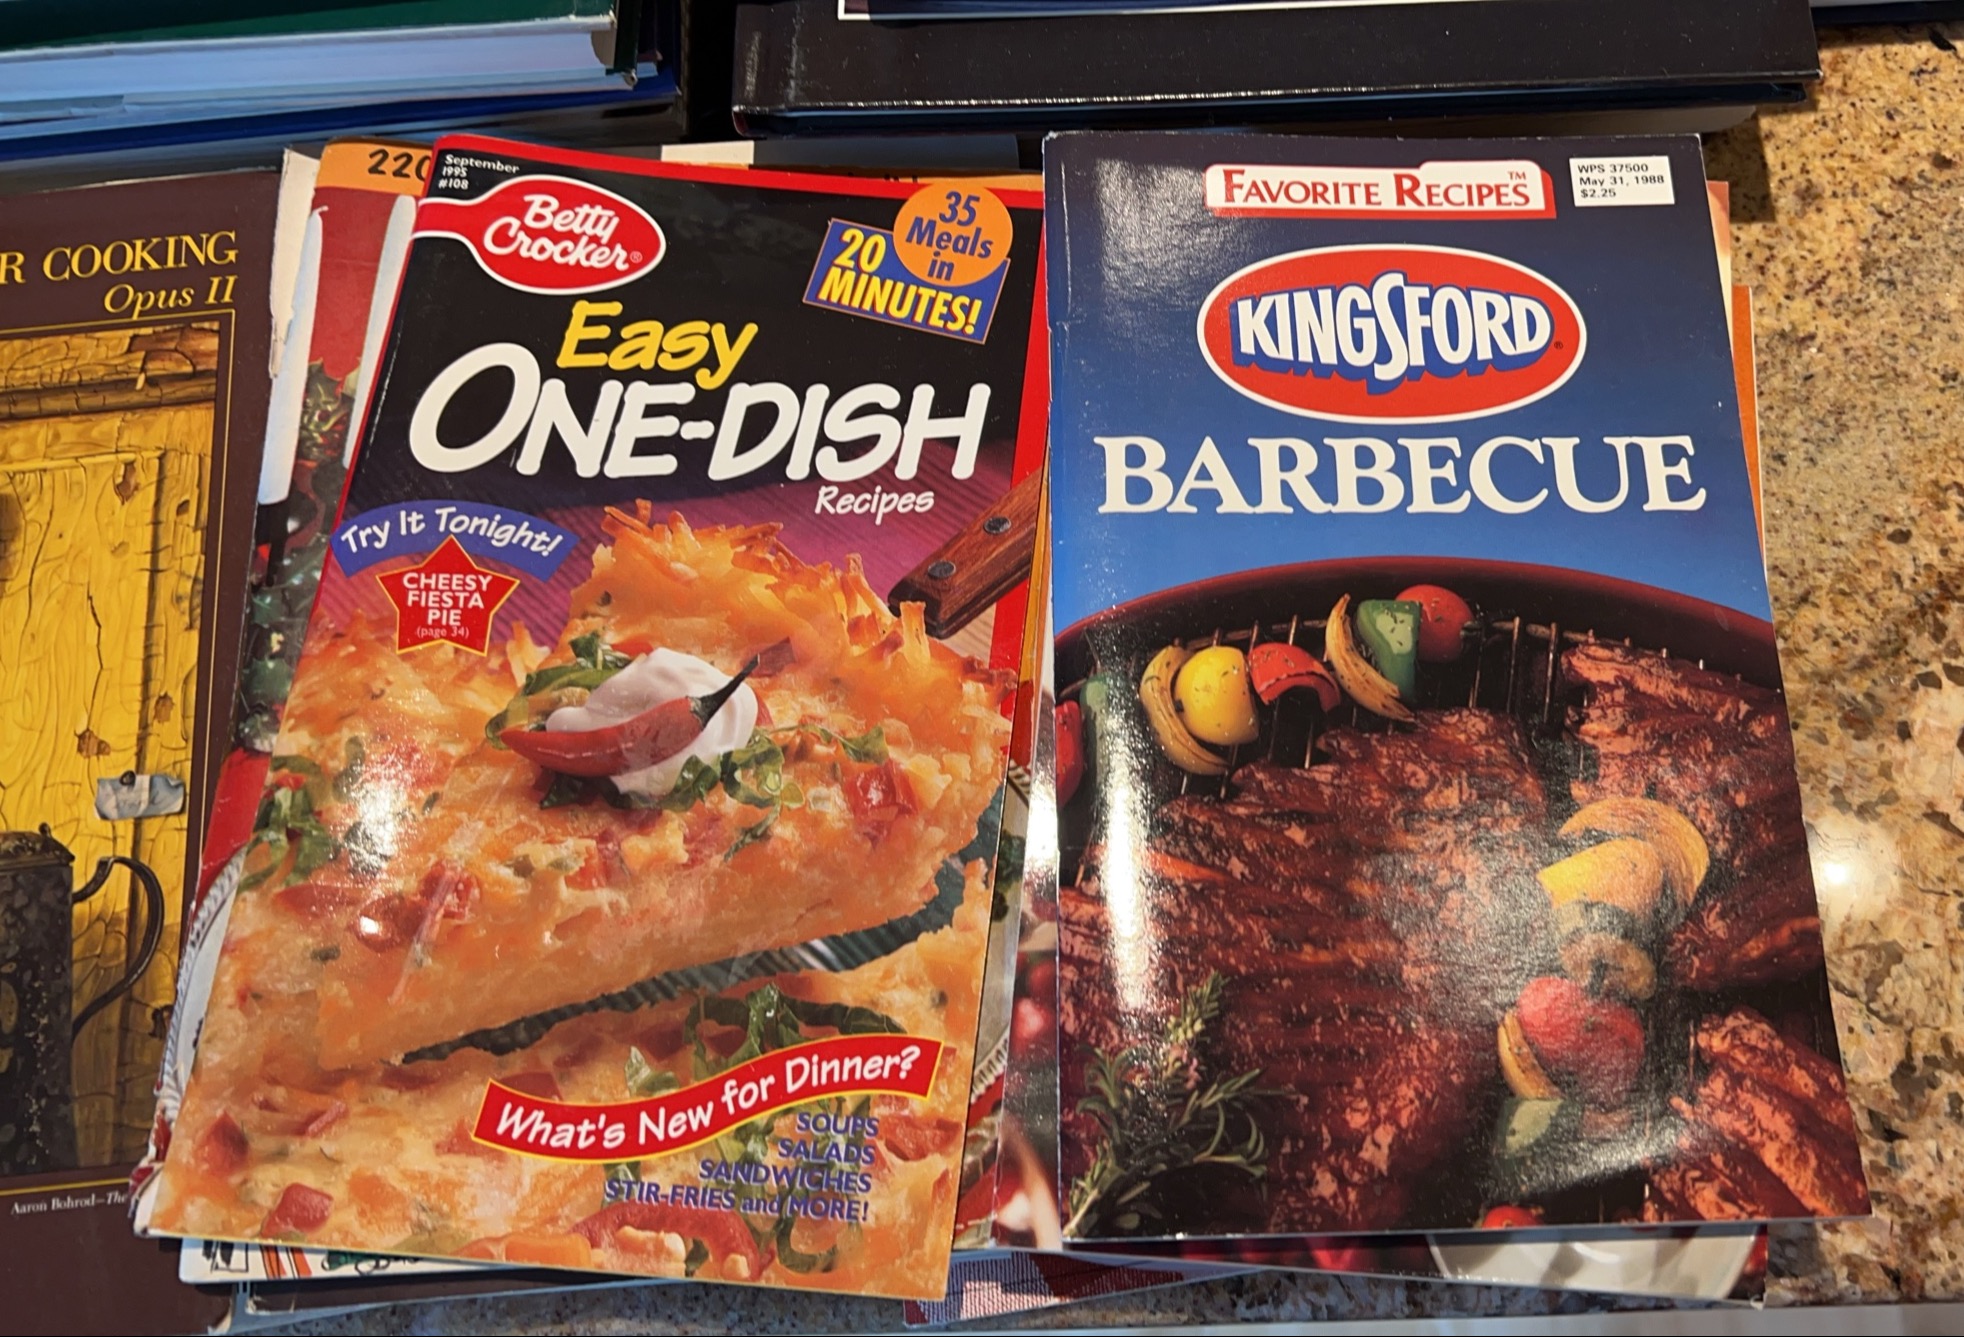 R COOKING
Opus II
Aaron Bohrod—The
220
September
1995
#108
Betty
Crocker®
35
Meals
in
20
MINUTES!
Easy
ONE-DISH
Recipes
Try It Tonight!
CHEESY
FIESTA
PIE
(page 34)
What's New for Dinner?
SOUPS
SALADS
SANDWICHES
STIR-FRIES and MORE!
FAVORITE RECIPES™
WPS 37500
May 31, 1988
$2.25
KINGSFORD®
BARBECUE